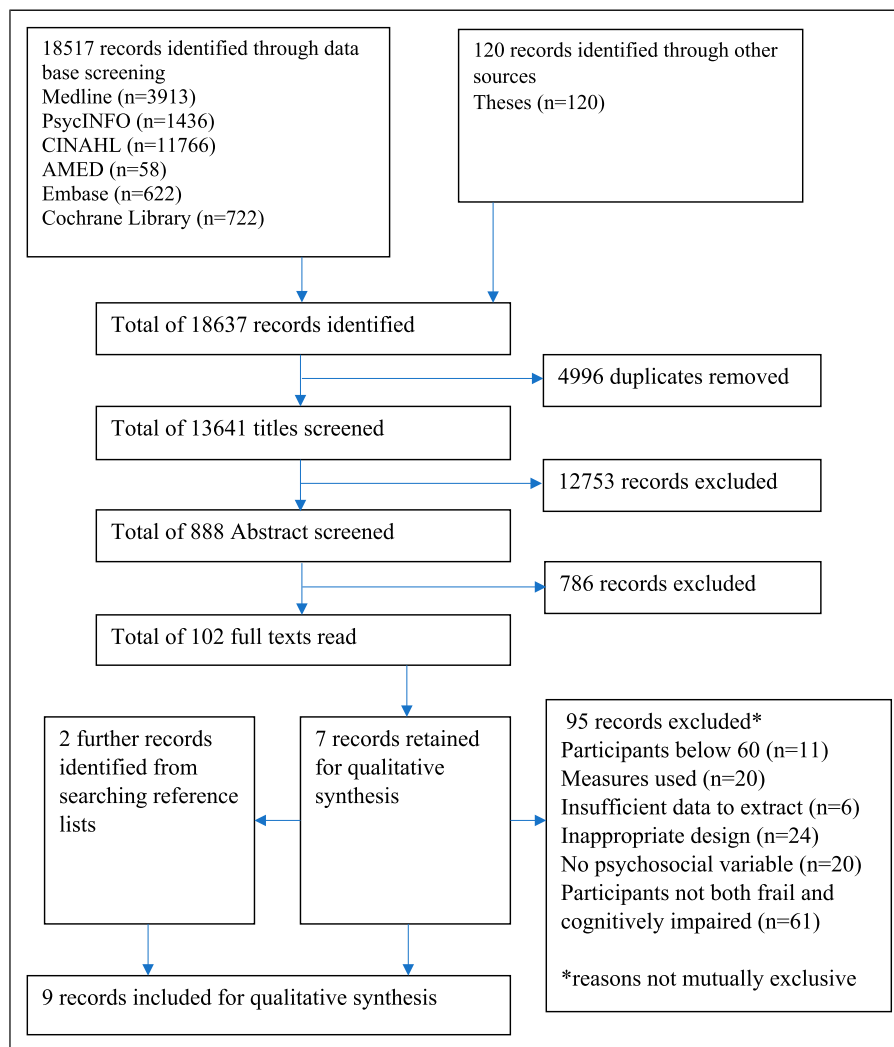 18517 records identified through data
base screening
Medline (n=3913)
PsycINFO (n=1436)
CINAHL (n=11766)
AMED (n=58)
Embase (n=622)
Cochrane Library (n=722)
120 records identified through other
sources
Theses (n=120)
Total of 18637 records identified
4996 duplicates removed
Total of 13641 titles screened
12753 records excluded
Total of 888 Abstract screened
786 records excluded
Total of 102 full texts read
2 further records
identified from
searching reference
lists
7 records retained
for qualitative
synthesis
95 records excluded*
Participants below 60 (n=11)
Measures used (n=20)
Insufficient data to extract (n=6)
Inappropriate design (n=24)
No psychosocial variable (n=20)
Participants not both frail and
cognitively impaired (n=61)
*reasons not mutually exclusive
9 records included for qualitative synthesis